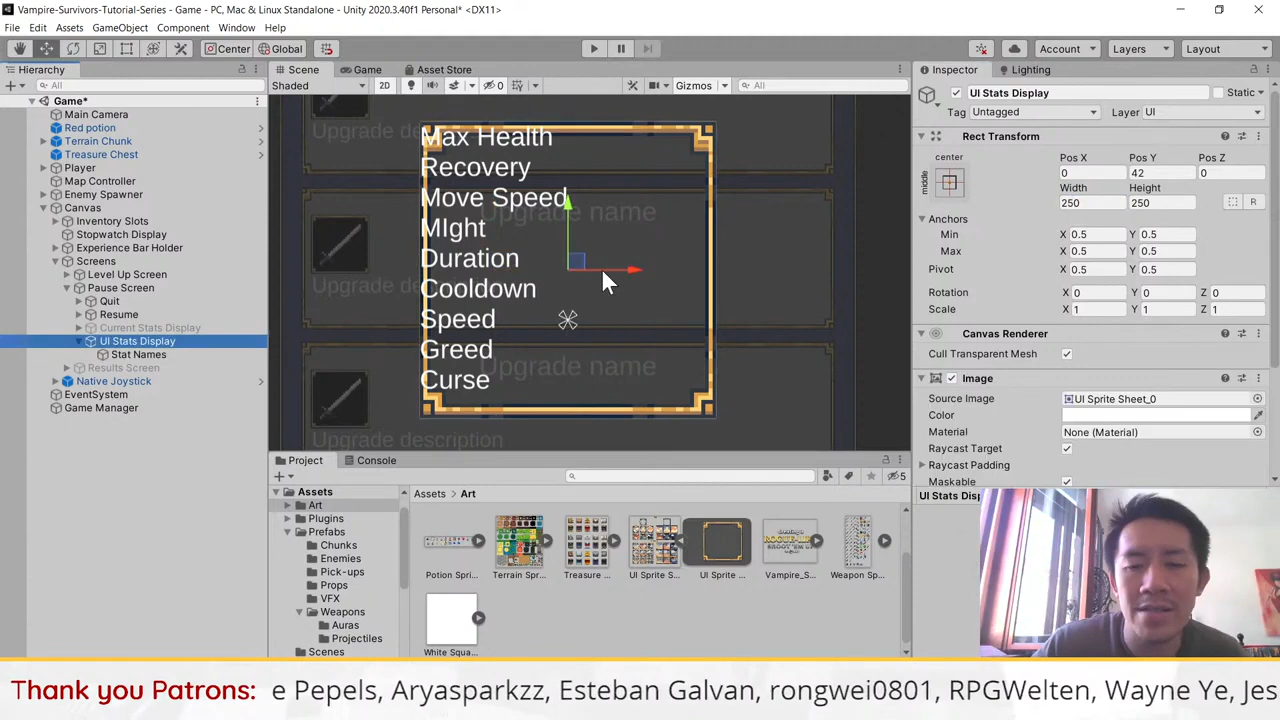 Vampire-Survivors-Tutorial-Series - Game - PC, Mac & Linux Standalone - Unity 2020.3.40f1 Personal* <DX11>
File Edit Assets GameObject Component Window Help
Center Global Account Layers Layout
Hierarchy Scene Game Asset Store Inspector Lighting
All Shaded 2D 0 Gizmos All UI Stats Display Static
Game*
Main Camera
Red potion
Terrain Chunk
Treasure Chest
Player
Map Controller
Enemy Spawner
Canvas
Inventory Slots
Stopwatch Display
Experience Bar Holder
Screens
Level Up Screen
Pause Screen
Quit
Resume
Current Stats Display
UI Stats Display
Stat Names
Results Screen
Native Joystick
EventSystem
Game Manager
Upgrade description
Upgrade name
Upgrade de
Upgrade name
Upgrade description
Max Health
Recovery
Move Speed
MIght
Duration
Cooldown
Speed
Greed
Curse
Tag Untagged Layer UI
Rect Transform
center
middle
Pos X Pos Y Pos Z
0 42 0
Width Height
250 250
R
Anchors
Min X 0.5 Y 0.5
Max X 0.5 Y 0.5
Pivot X 0.5 Y 0.5
Rotation X 0 Y 0 Z 0
Scale X 1 Y 1 Z 1
Canvas Renderer
Cull Transparent Mesh
Image
Source Image UI Sprite Sheet_0
Color
Material None (Material)
Raycast Target
Raycast Padding
Maskable
UI Stats Disp
Project Console
5
Assets
Art
Plugins
Prefabs
Chunks
Enemies
Pick-ups
Props
VFX
Weapons
Auras
Projectiles
Scenes
Assets > Art
Potion Spri... Terrain Spr... Treasure ... UI Sprite S... UI Sprite ... Vampire_S... Weapon Sp...
White Squa...
Thank you Patrons: e Pepels, Aryasparkzz, Esteban Galvan, rongwei0801, RPGWelten, Wayne Ye, Jes